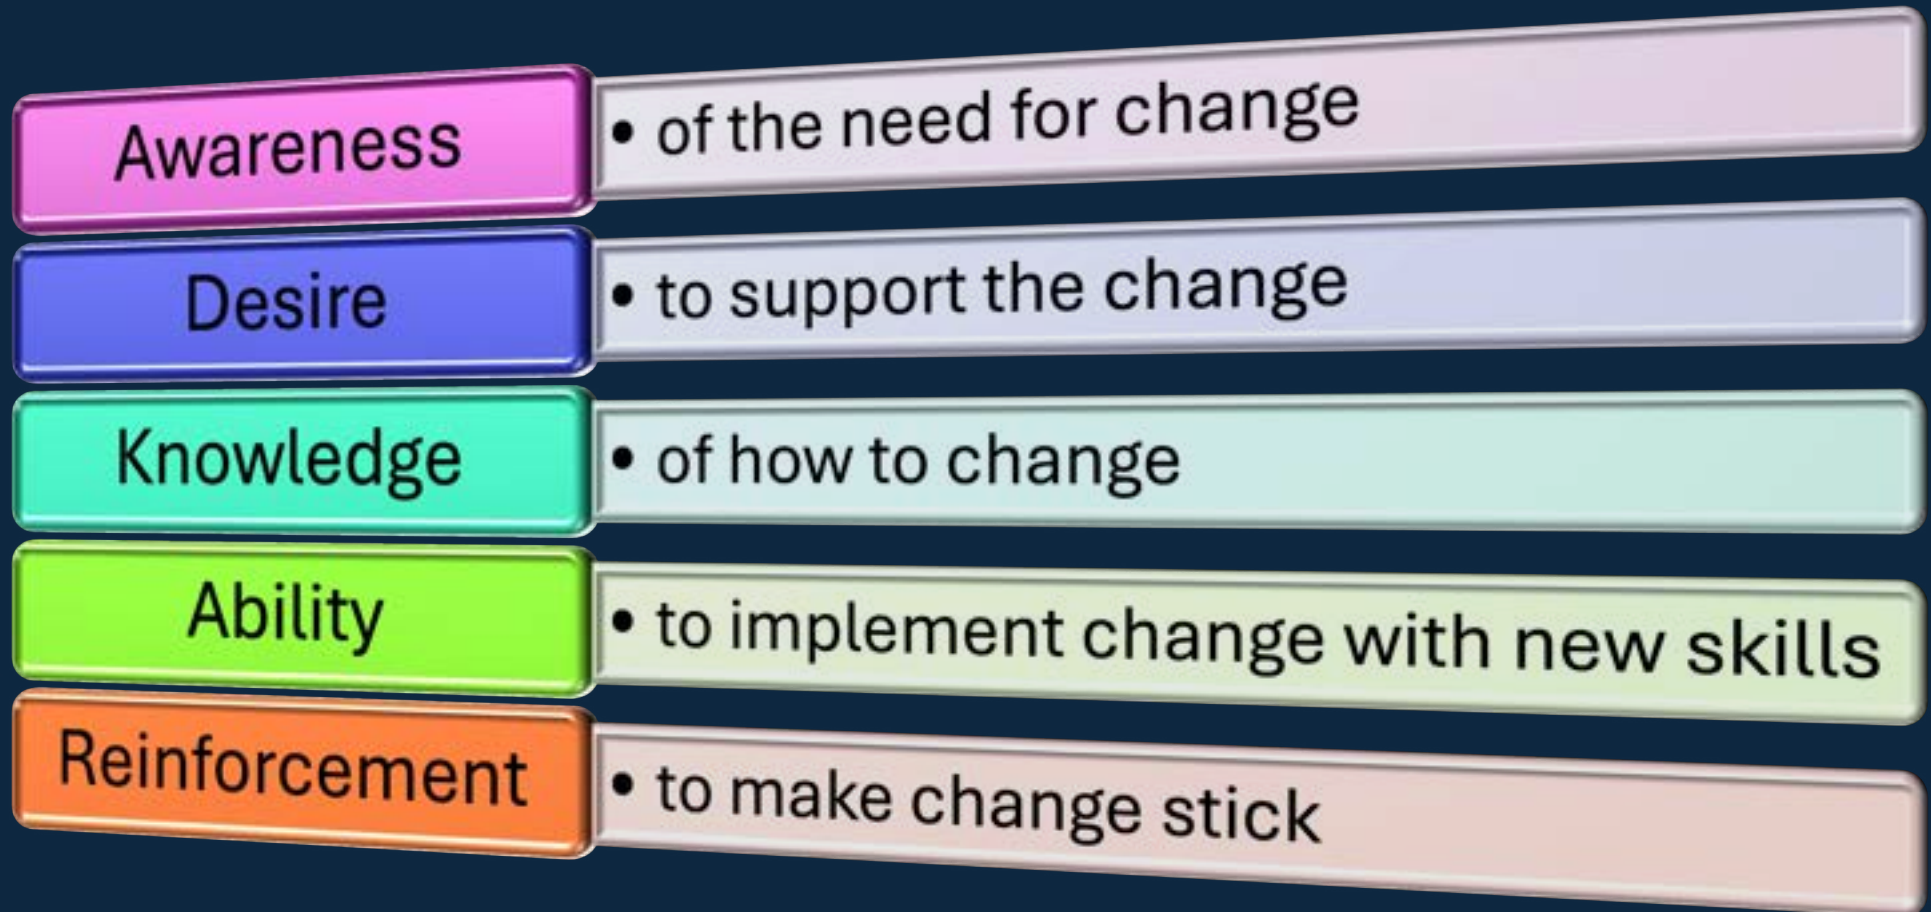 Awareness
• of the need for change
Desire
• to support the change
Knowledge
• of how to change
Ability
• to implement change with new skills
Reinforcement
• to make change stick